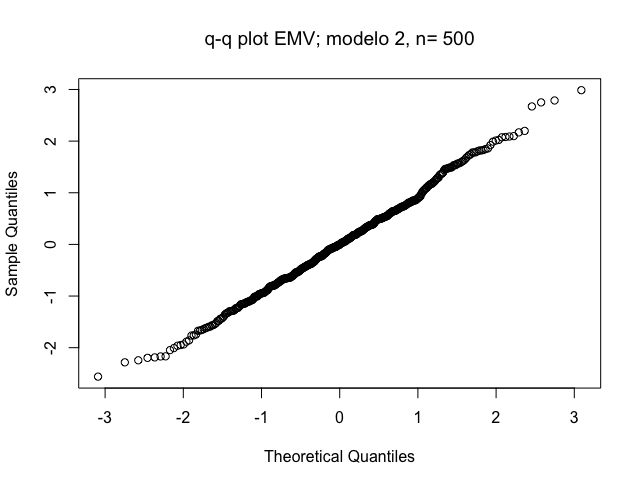 q-q plot EMV; modelo 2, n= 500
3
2
1
0
-1
-2
Sample Quantiles
-3 -2 -1 0 1 2 3
Theoretical Quantiles